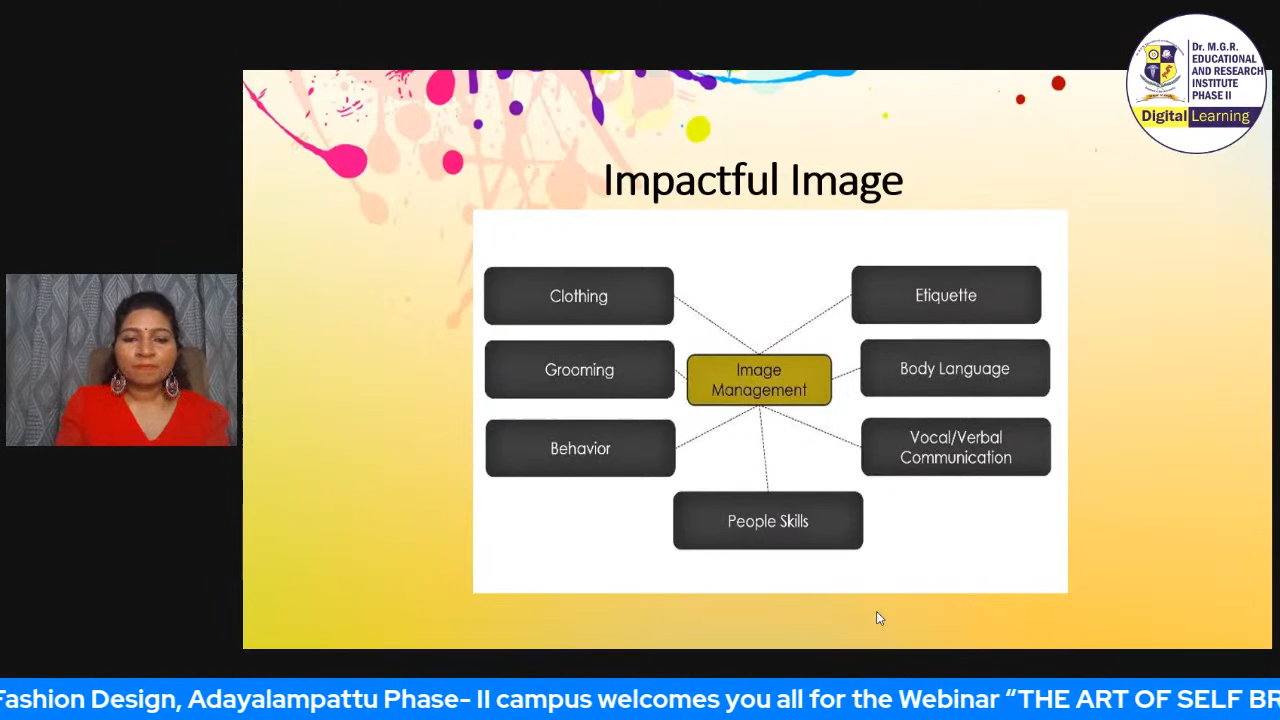 Dr. M.G.R.
EDUCATIONAL
AND RESEARCH
INSTITUTE
PHASE II
Digital Learning
Impactful Image
Clothing
Etiquette
Grooming
Image
Management
Body Language
Behavior
Vocal/Verbal
Communication
People Skills
Fashion Design, Adayalampattu Phase- II campus welcomes you all for the Webinar “THE ART OF SELF BR